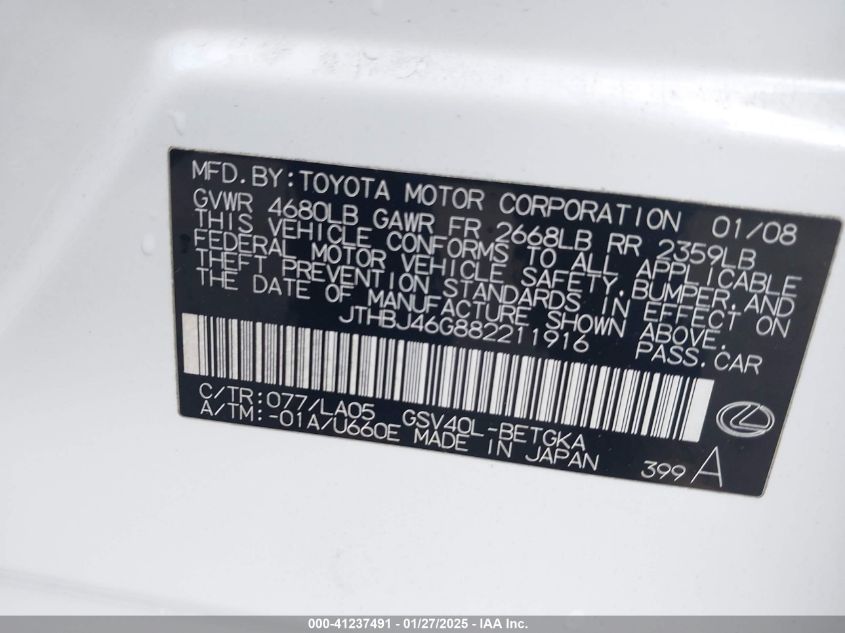 MFD.BY:TOYOTA MOTOR CORPORATION 01/08
GVWR 4680LB GAWR FR 2668LB RR 2359LB
THIS VEHICLE CONFORMS TO ALL APPLICABLE
FEDERAL MOTOR VEHICLE SAFETY,BUMPER,AND
THEFT PREVENTION STANDARDS IN EFFECT ON
THE DATE OF MANUFACTURE SHOWN ABOVE.
JTHBJ46G882211916 PASS.CAR
C/TR:077/LA05 GSV40L-BETGKA
A/TM:-01A/U660E MADE IN JAPAN 399 A
000-41237491 - 01/27/2025 - IAA Inc.